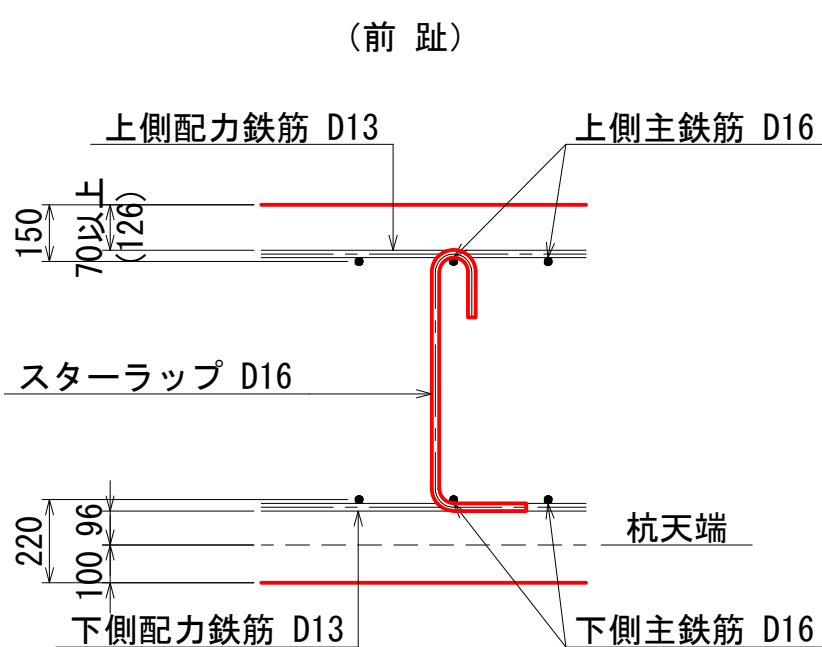 (前 趾)
上側配力鉄筋 D13
上側主鉄筋 D16
150
70以上
(126)
スターラップ D16
220
96
100
杭天端
下側配力鉄筋 D13
下側主鉄筋 D16